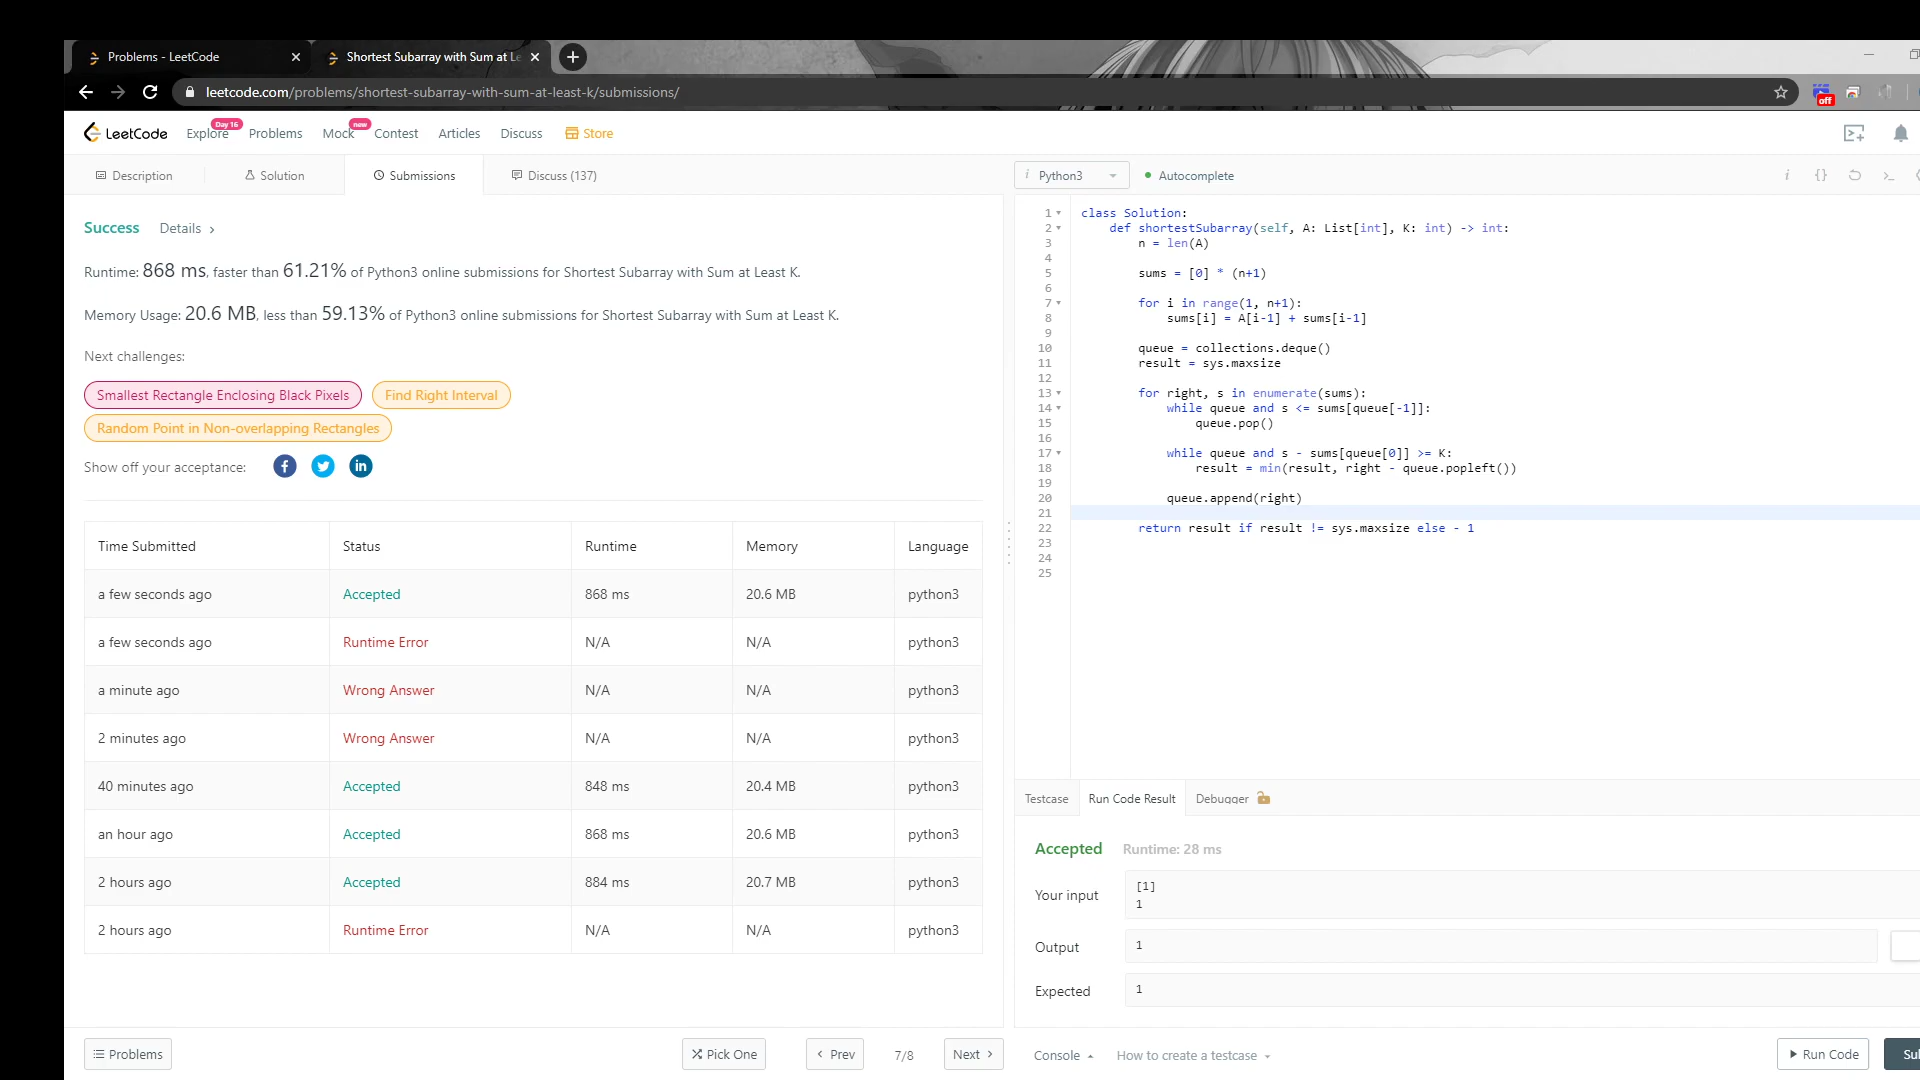 Problems - LeetCode
Shortest Subarray with Sum at Le
leetcode.com/problems/shortest-subarray-with-sum-at-least-k/submissions/
off
LeetCode
Explore
Day 16
Problems
Mock
new
Contest
Articles
Discuss
Store
Description
Solution
Submissions
Discuss (137)
i Python3
Autocomplete
i {} >_
Success Details >
Runtime: 868 ms, faster than 61.21% of Python3 online submissions for Shortest Subarray with Sum at Least K.
Memory Usage: 20.6 MB, less than 59.13% of Python3 online submissions for Shortest Subarray with Sum at Least K.
Next challenges:
Smallest Rectangle Enclosing Black Pixels
Find Right Interval
Random Point in Non-overlapping Rectangles
Show off your acceptance:
f
in
Time Submitted Status Runtime Memory Language
a few seconds ago Accepted 868 ms 20.6 MB python3
a few seconds ago Runtime Error N/A N/A python3
a minute ago Wrong Answer N/A N/A python3
2 minutes ago Wrong Answer N/A N/A python3
40 minutes ago Accepted 848 ms 20.4 MB python3
an hour ago Accepted 868 ms 20.6 MB python3
2 hours ago Accepted 884 ms 20.7 MB python3
2 hours ago Runtime Error N/A N/A python3
Problems
Pick One
< Prev
7/8
Next >
1 class Solution:
2 def shortestSubarray(self, A: List[int], K: int) -> int:
3 n = len(A)
4
5 sums = [0] * (n+1)
6
7 for i in range(1, n+1):
8 sums[i] = A[i-1] + sums[i-1]
9
10 queue = collections.deque()
11 result = sys.maxsize
12
13 for right, s in enumerate(sums):
14 while queue and s <= sums[queue[-1]]:
15 queue.pop()
16
17 while queue and s - sums[queue[0]] >= K:
18 result = min(result, right - queue.popleft())
19
20 queue.append(right)
21
22 return result if result != sys.maxsize else - 1
23
24
25
Testcase
Run Code Result
Debugger
Accepted Runtime: 28 ms
Your input
[1]
1
Output
1
Expected
1
Console
How to create a testcase
Run Code
Su